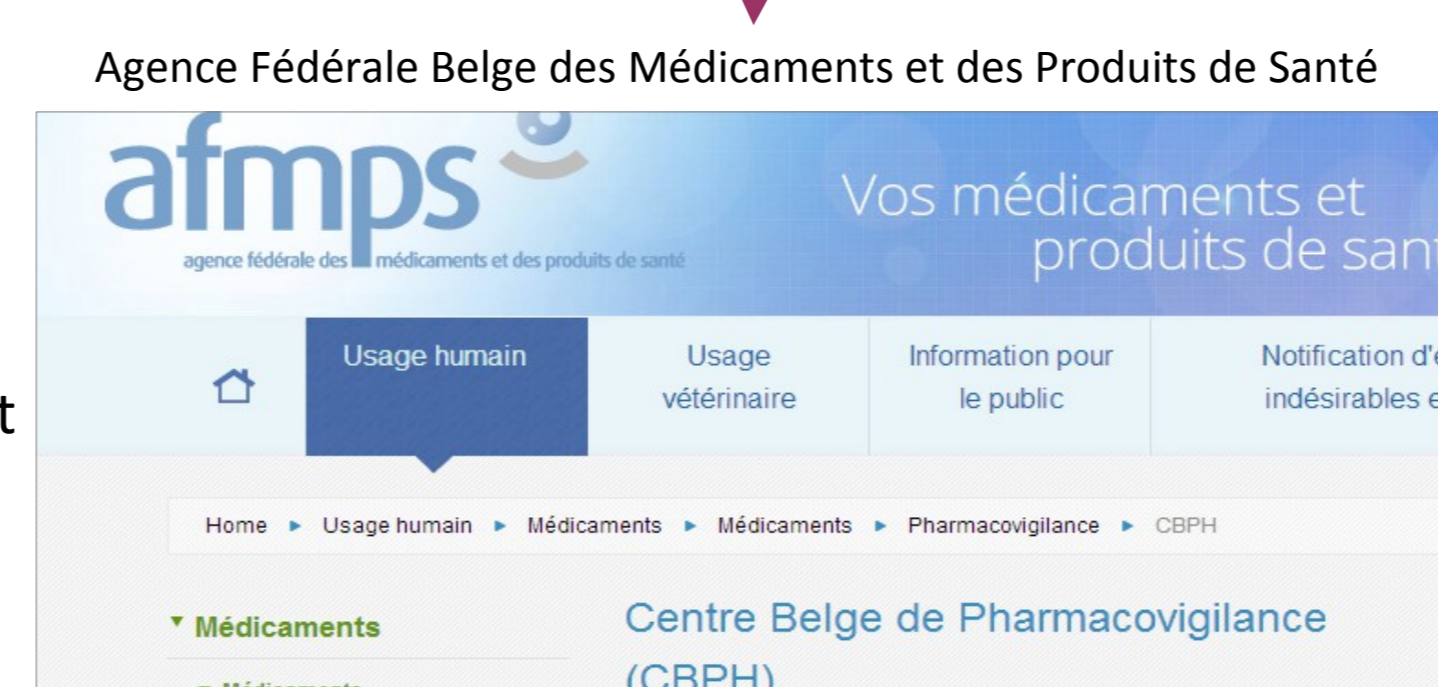 Agence Fédérale Belge des Médicaments et des Produits de Santé
afmps
agence fédérale des médicaments et des produits de santé
Vos médicaments et
produits de
Usage humain
Usage
vétérinaire
Information pour
le public
Notification
indésirables
Home ▸ Usage humain ▸ Médicaments ▸ Médicaments ▸ Pharmacovigilance ▸ CBPH
Médicaments
Centre Belge de Pharmacovigilance
(CBPH)